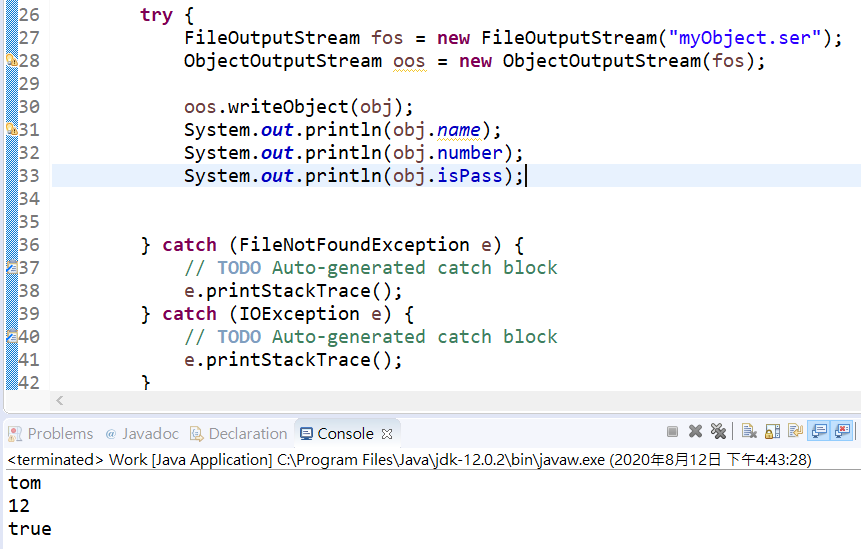 26 try {
27 FileOutputStream fos = new FileOutputStream("myObject.ser");
28 ObjectOutputStream oos = new ObjectOutputStream(fos);
29
30 oos.writeObject(obj);
31 System.out.println(obj.name);
32 System.out.println(obj.number);
33 System.out.println(obj.isPass);
34
35
36 } catch (FileNotFoundException e) {
37 // TODO Auto-generated catch block
38 e.printStackTrace();
39 } catch (IOException e) {
40 // TODO Auto-generated catch block
41 e.printStackTrace();
42 }
Problems @ Javadoc Declaration Console
<terminated> Work [Java Application] C:\Program Files\Java\jdk-12.0.2\bin\javaw.exe (2020年8月12日 下午4:43:28)
tom
12
true